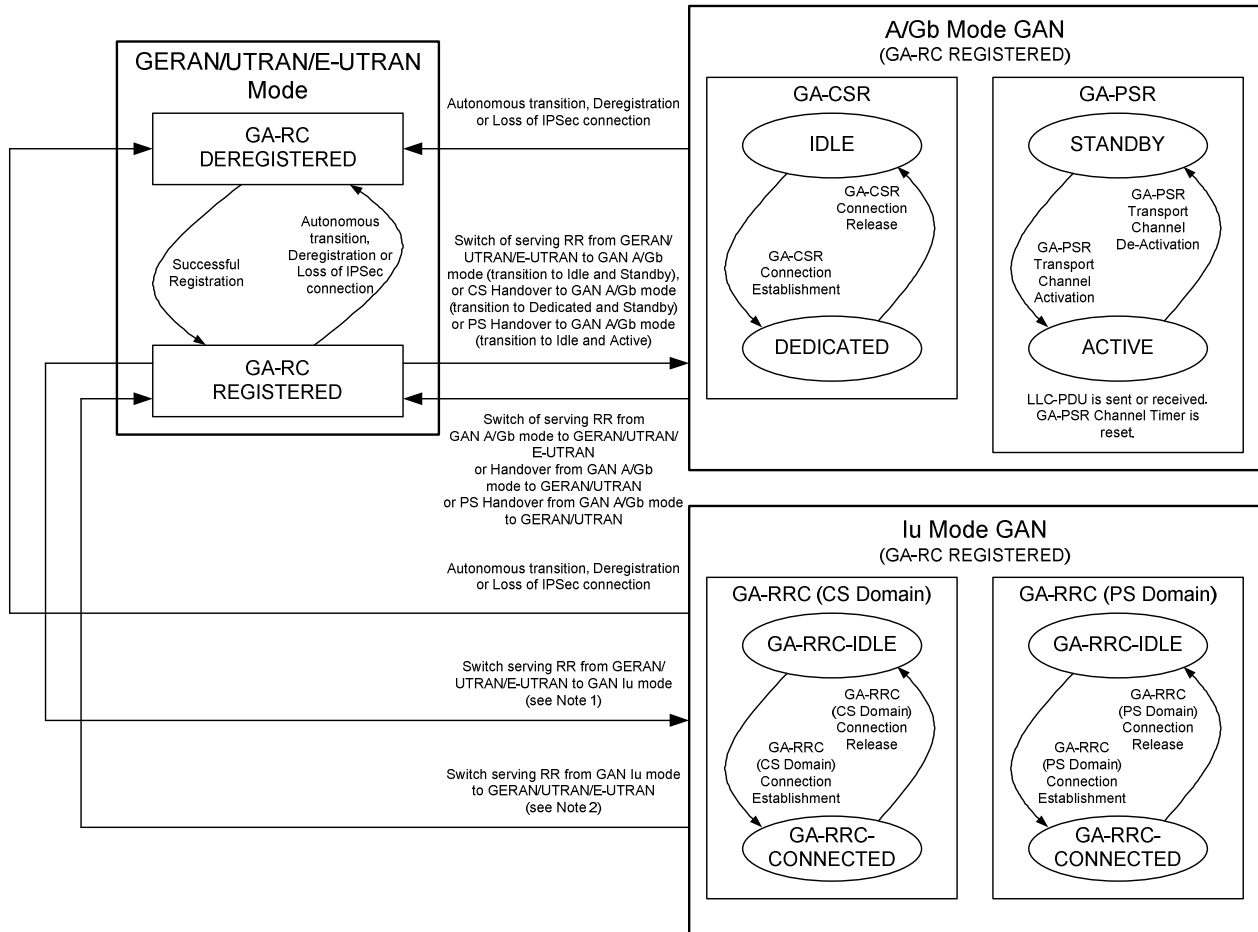 GERAN/UTRAN/E-UTRAN
Mode
GA-RC
DEREGISTERED
Successful
Registration
Autonomous
transition,
Deregistration or
Loss of IPSec
connection
GA-RC
REGISTERED
Autonomous transition, Deregistration
or Loss of IPSec connection
Switch of serving RR from GERAN/
UTRAN/E-UTRAN to GAN A/Gb
mode (transition to Idle and Standby),
or CS Handover to GAN A/Gb mode
(transition to Dedicated and Standby)
or PS Handover to GAN A/Gb mode
(transition to Idle and Active)
Switch of serving RR from
GAN A/Gb mode to GERAN/UTRAN/
E-UTRAN
or Handover from GAN A/Gb
mode to GERAN/UTRAN
or PS Handover from GAN A/Gb mode
to GERAN/UTRAN
Autonomous transition, Deregistration
or Loss of IPSec connection
Switch serving RR from GERAN/
UTRAN/E-UTRAN to GAN Iu mode
(see Note 1)
Switch serving RR from GAN Iu mode
to GERAN/UTRAN/E-UTRAN
(see Note 2)
A/Gb Mode GAN
(GA-RC REGISTERED)
GA-CSR
IDLE
GA-CSR
Connection
Release
GA-CSR
Connection
Establishment
DEDICATED
GA-PSR
STANDBY
GA-PSR
Transport
Channel
De-Activation
GA-PSR
Transport
Channel
Activation
ACTIVE
LLC-PDU is sent or received.
GA-PSR Channel Timer is
reset.
Iu Mode GAN
(GA-RC REGISTERED)
GA-RRC (CS Domain)
GA-RRC-IDLE
GA-RRC
(CS Domain)
Connection
Release
GA-RRC
(CS Domain)
Connection
Establishment
GA-RRC-
CONNECTED
GA-RRC (PS Domain)
GA-RRC-IDLE
GA-RRC
(PS Domain)
Connection
Release
GA-RRC
(PS Domain)
Connection
Establishment
GA-RRC-
CONNECTED